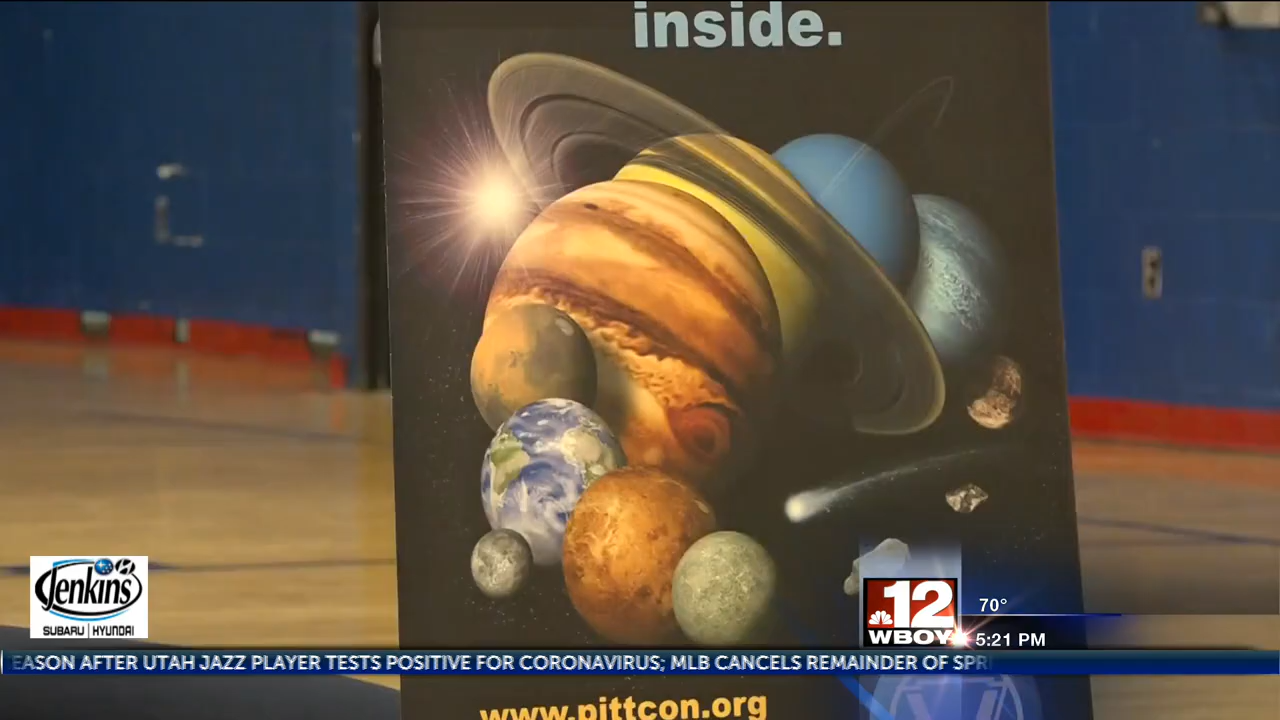 inside.
Jenkins
SUBARU | HYUNDAI
12
WBOY
70°
5:21 PM
EASON AFTER UTAH JAZZ PLAYER TESTS POSITIVE FOR CORONAVIRUS; MLB CANCELS REMAINDER OF SPRI
www.pittcon.org